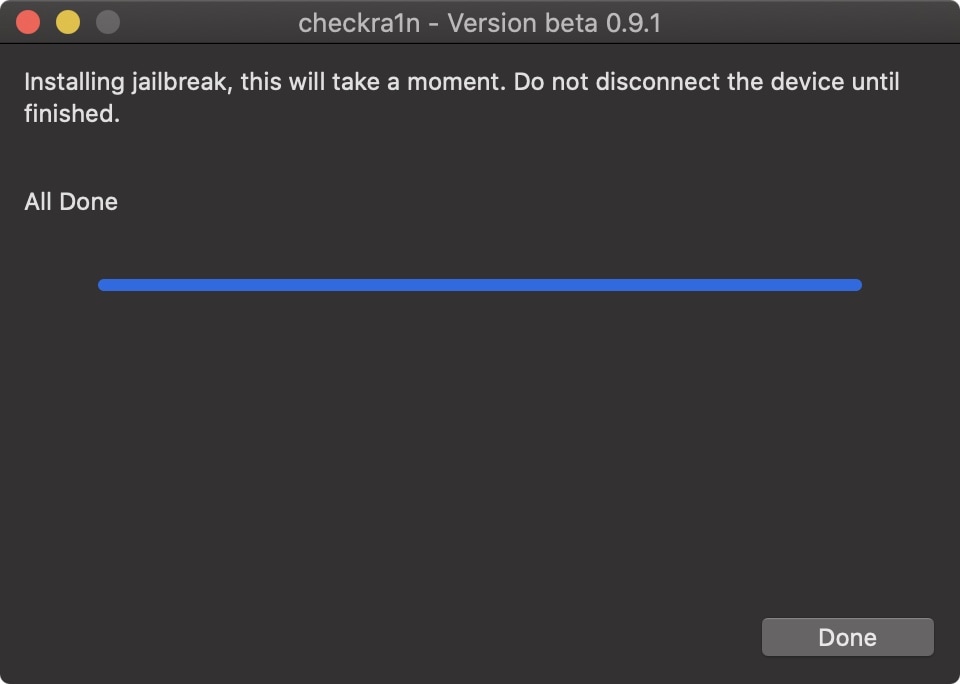 checkra1n - Version beta 0.9.1
Installing jailbreak, this will take a moment. Do not disconnect the device until
finished.
All Done
Done